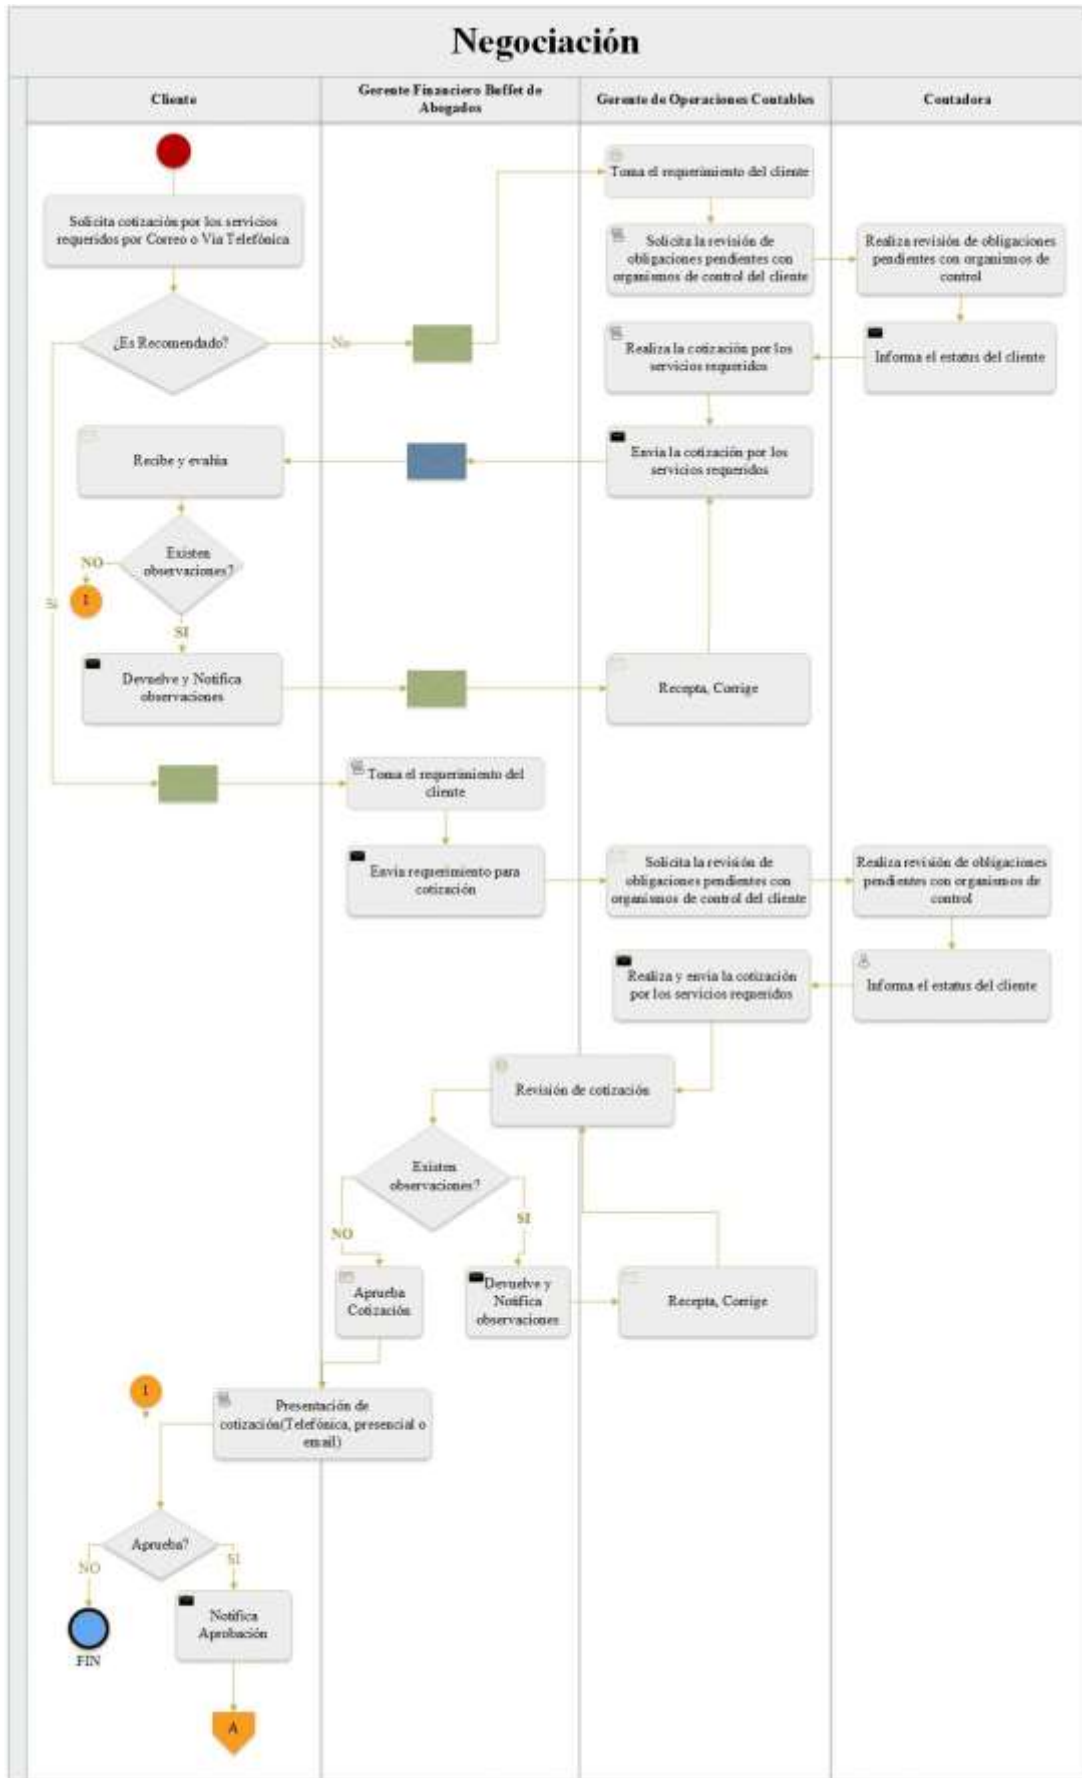 Negociación
Cliente
Gerente Financiero Buffet de
Abogados
Gerente de Operaciones Contables
Contadora
Toma el requerimiento del cliente
Solicita cotización por los servicios
requeridos por Correo o Via Telefónica
Solicita la revisión de
obligaciones pendientes con
organismos de control del cliente
Realiza revisión de obligaciones
pendientes con organismos de
control
¿Es Recomendado?
No
Realiza la cotización por los
servicios requeridos
Informa el estatus del cliente
Recibe y evalúa
Envia la cotización por los
servicios requeridos
Existen
observaciones?
NO
1
SI
SI
Devuelve y Notifica
observaciones
Recepta, Corrige
Toma el requerimiento del
cliente
Envia requerimiento para
cotización
Solicita la revisión de
obligaciones pendientes con
organismos de control del cliente
Realiza revisión de obligaciones
pendientes con organismos de
control
Realiza y envia la cotización
por los servicios requeridos
Informa el estatus del cliente
Revisión de cotización
Existen
observaciones?
NO
SI
Aprueba
Cotización
Devuelve y
Notifica
observaciones
Recepta, Corrige
1
Presentación de
cotización(Telefónica, presencial o
email)
Aprueba?
NO
SI
Notifica
Aprobación
FIN
A